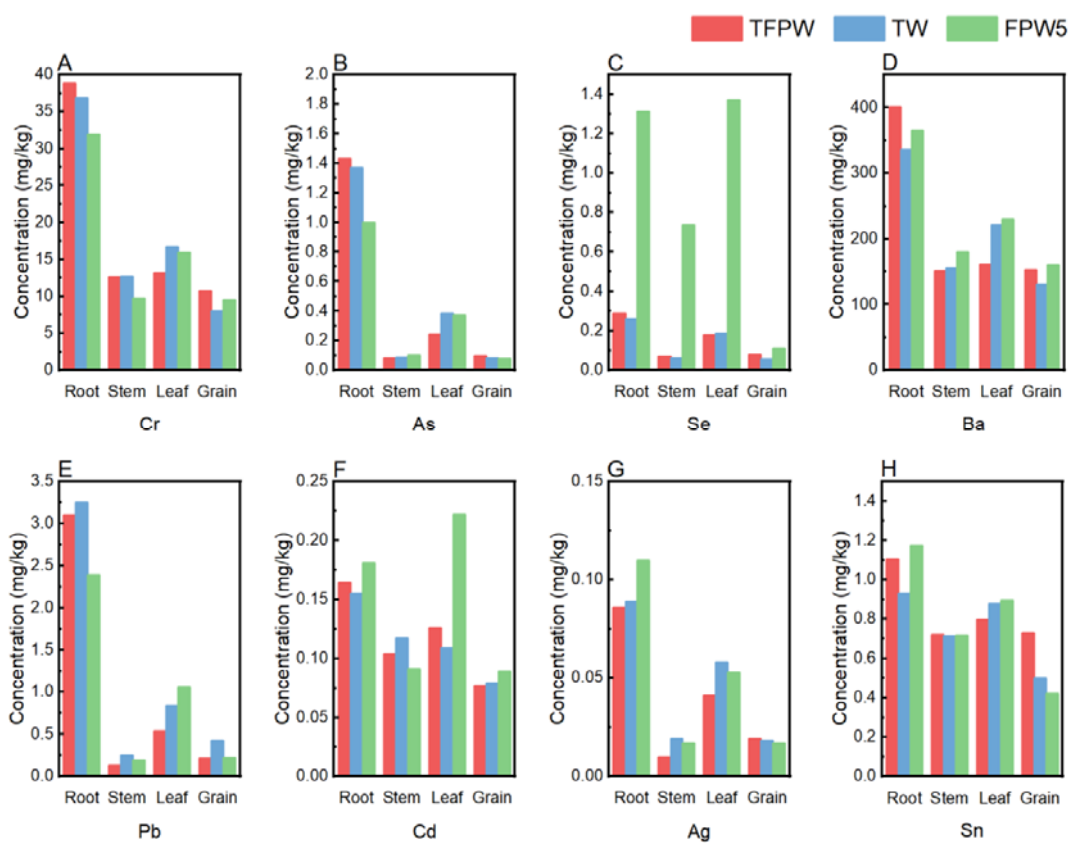 TFPW TW FPW5
A
Concentration (mg/kg)
40
35
30
25
20
15
10
5
0
Root Stem Leaf Grain
Cr
B
Concentration (mg/kg)
2.0
1.8
1.6
1.4
1.2
1.0
0.8
0.6
0.4
0.2
0.0
Root Stem Leaf Grain
As
C
Concentration (mg/kg)
1.4
1.2
1.0
0.8
0.6
0.4
0.2
0.0
Root Stem Leaf Grain
Se
D
Concentration (mg/kg)
400
300
200
100
0
Root Stem Leaf Grain
Ba
E
Concentration (mg/kg)
3.5
3.0
2.5
2.0
1.5
1.0
0.5
0.0
Root Stem Leaf Grain
Pb
F
Concentration (mg/kg)
0.25
0.20
0.15
0.10
0.05
0.00
Root Stem Leaf Grain
Cd
G
Concentration (mg/kg)
0.15
0.10
0.05
0.00
Root Stem Leaf Grain
Ag
H
Concentration (mg/kg)
1.4
1.2
1.0
0.8
0.6
0.4
0.2
0.0
Root Stem Leaf Grain
Sn